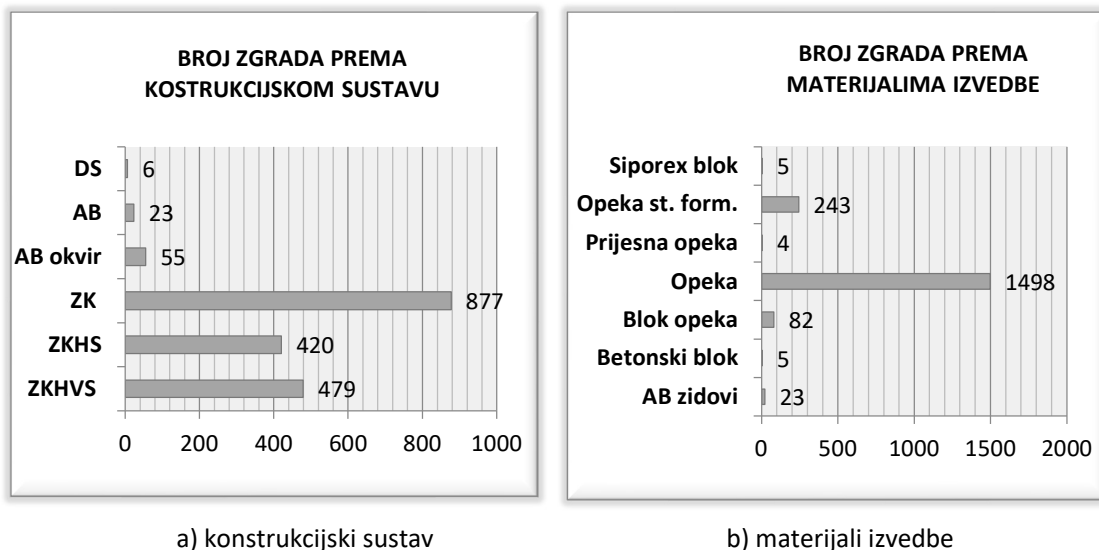 BROJ ZGRADA PREMA
KOSTRUKCIJSKOM SUSTAVU
DS 6
AB 23
AB okvir 55
ZK 877
ZKHS 420
ZKHVS 479
0 200 400 600 800 1000
a) konstrukcijski sustav
BROJ ZGRADA PREMA
MATERIJALIMA IZVEDBE
Siporex blok 5
Opeka st. form. 243
Prijesna opeka 4
Opeka 1498
Blok opeka 82
Betonski blok 5
AB zidovi 23
0 500 1000 1500 2000
b) materijali izvedbe